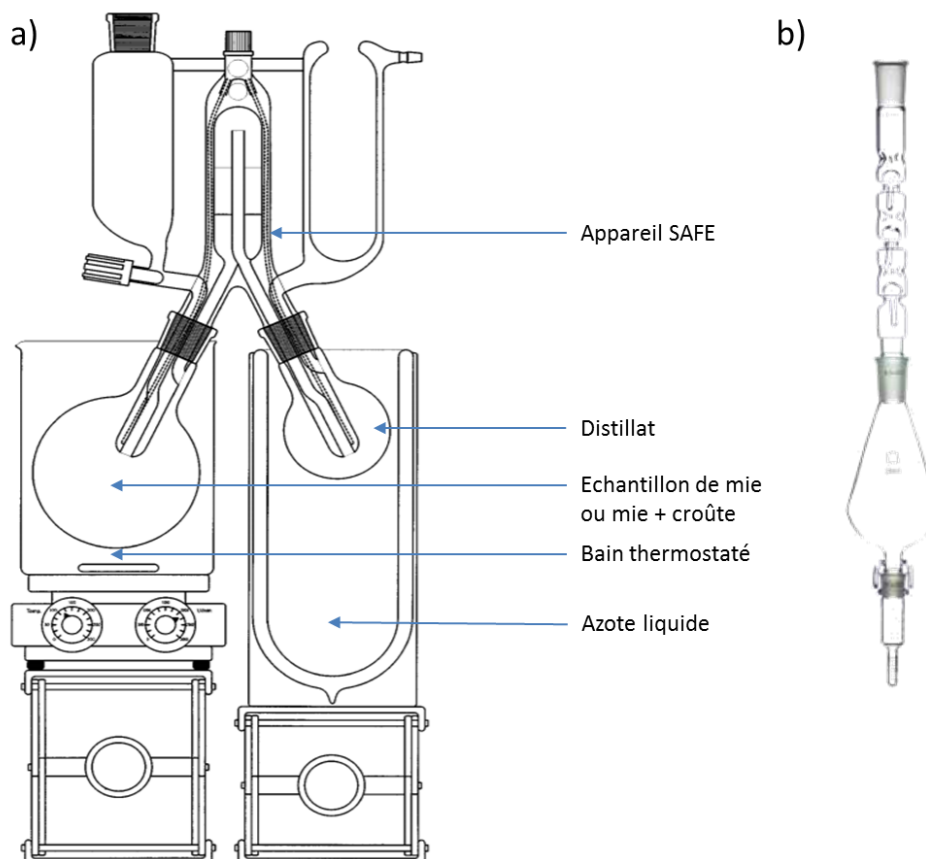 a)
b)
Appareil SAFE
Distillat
Echantillon de mie
ou mie + croûte
Bain thermostaté
Azote liquide